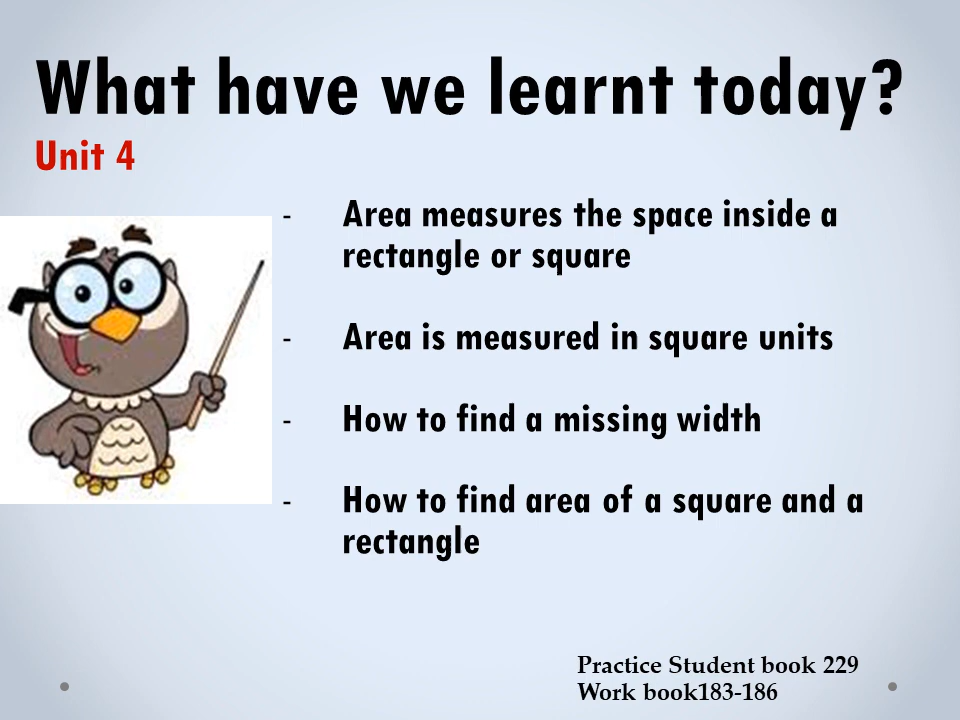 What have we learnt today?
Unit 4
- Area measures the space inside a
rectangle or square
- Area is measured in square units
- How to find a missing width
- How to find area of a square and a
rectangle
Practice Student book 229
Work book183-186